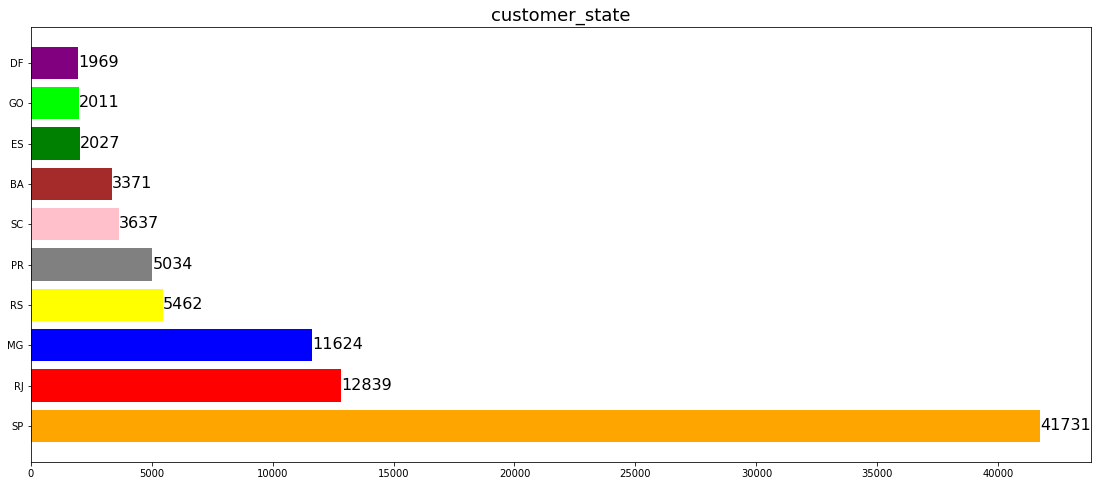 customer_state
DF 1969
GO 2011
ES 2027
BA 3371
SC 3637
PR 5034
RS 5462
MG 11624
RJ 12839
SP 41731
0 5000 10000 15000 20000 25000 30000 35000 40000